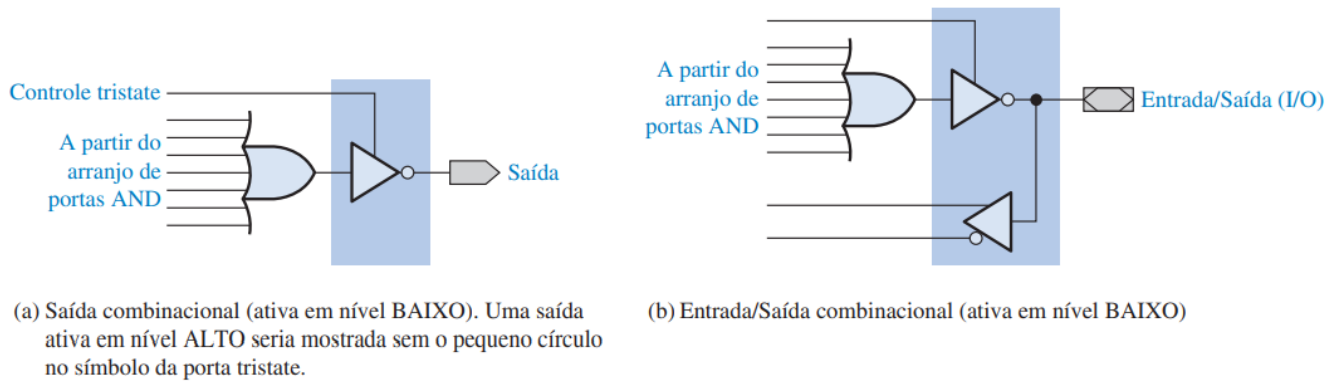 Controle tristate
A partir do
arranjo de
portas AND
Saída
(a) Saída combinacional (ativa em nível BAIXO). Uma saída
ativa em nível ALTO seria mostrada sem o pequeno círculo
no símbolo da porta tristate.
A partir do
arranjo de
portas AND
Entrada/Saída (I/O)
(b) Entrada/Saída combinacional (ativa em nível BAIXO)